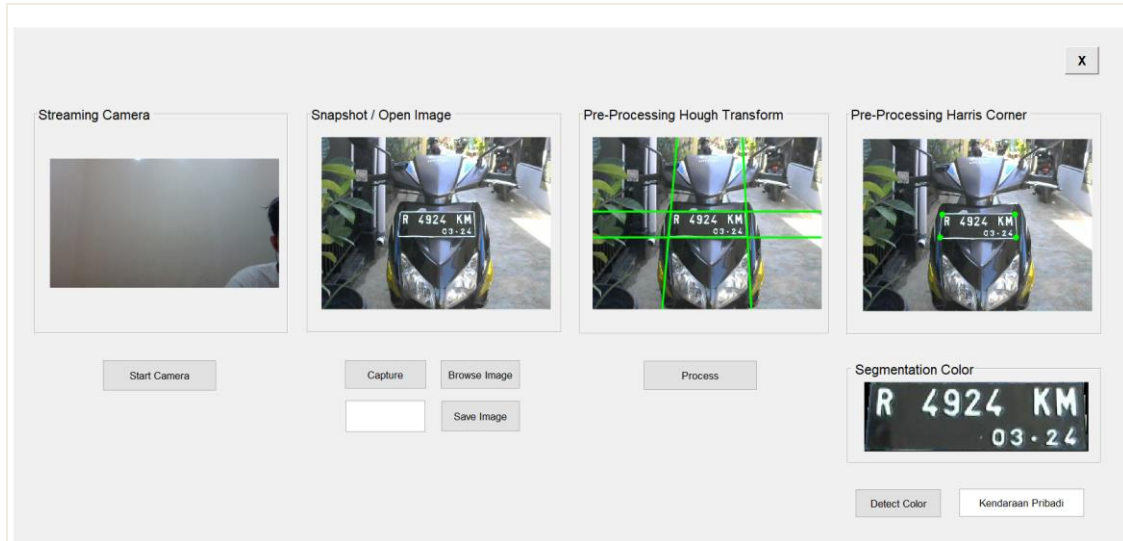 X
Streaming Camera
Snapshot / Open Image
Pre-Processing Hough Transform
Pre-Processing Harris Corner
R 4924 KM
03·24
R 4924 KM
03·24
R 4924 KM
03·24
Start Camera
Capture
Browse Image
Process
Save Image
Segmentation Color
R 4924 KM
03·24
Detect Color
Kendaraan Pribadi